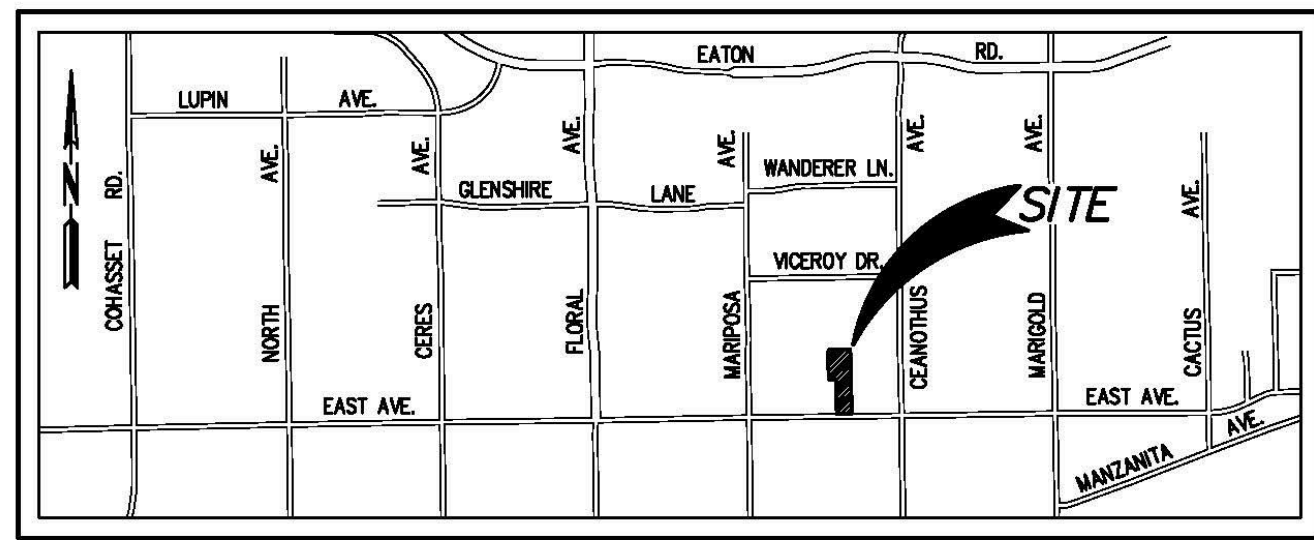 EATON RD.
LUPIN AVE.
N
COHASSET RD.
NORTH AVE.
CERES AVE.
FLORAL AVE.
MARIPOSA AVE.
CEANOTHUS AVE.
MARIGOLD AVE.
CACTUS AVE.
WANDERER LN.
GLENSHIRE LANE
SITE
VICEROY DR.
EAST AVE.
EAST AVE.
MANZANITA AVE.